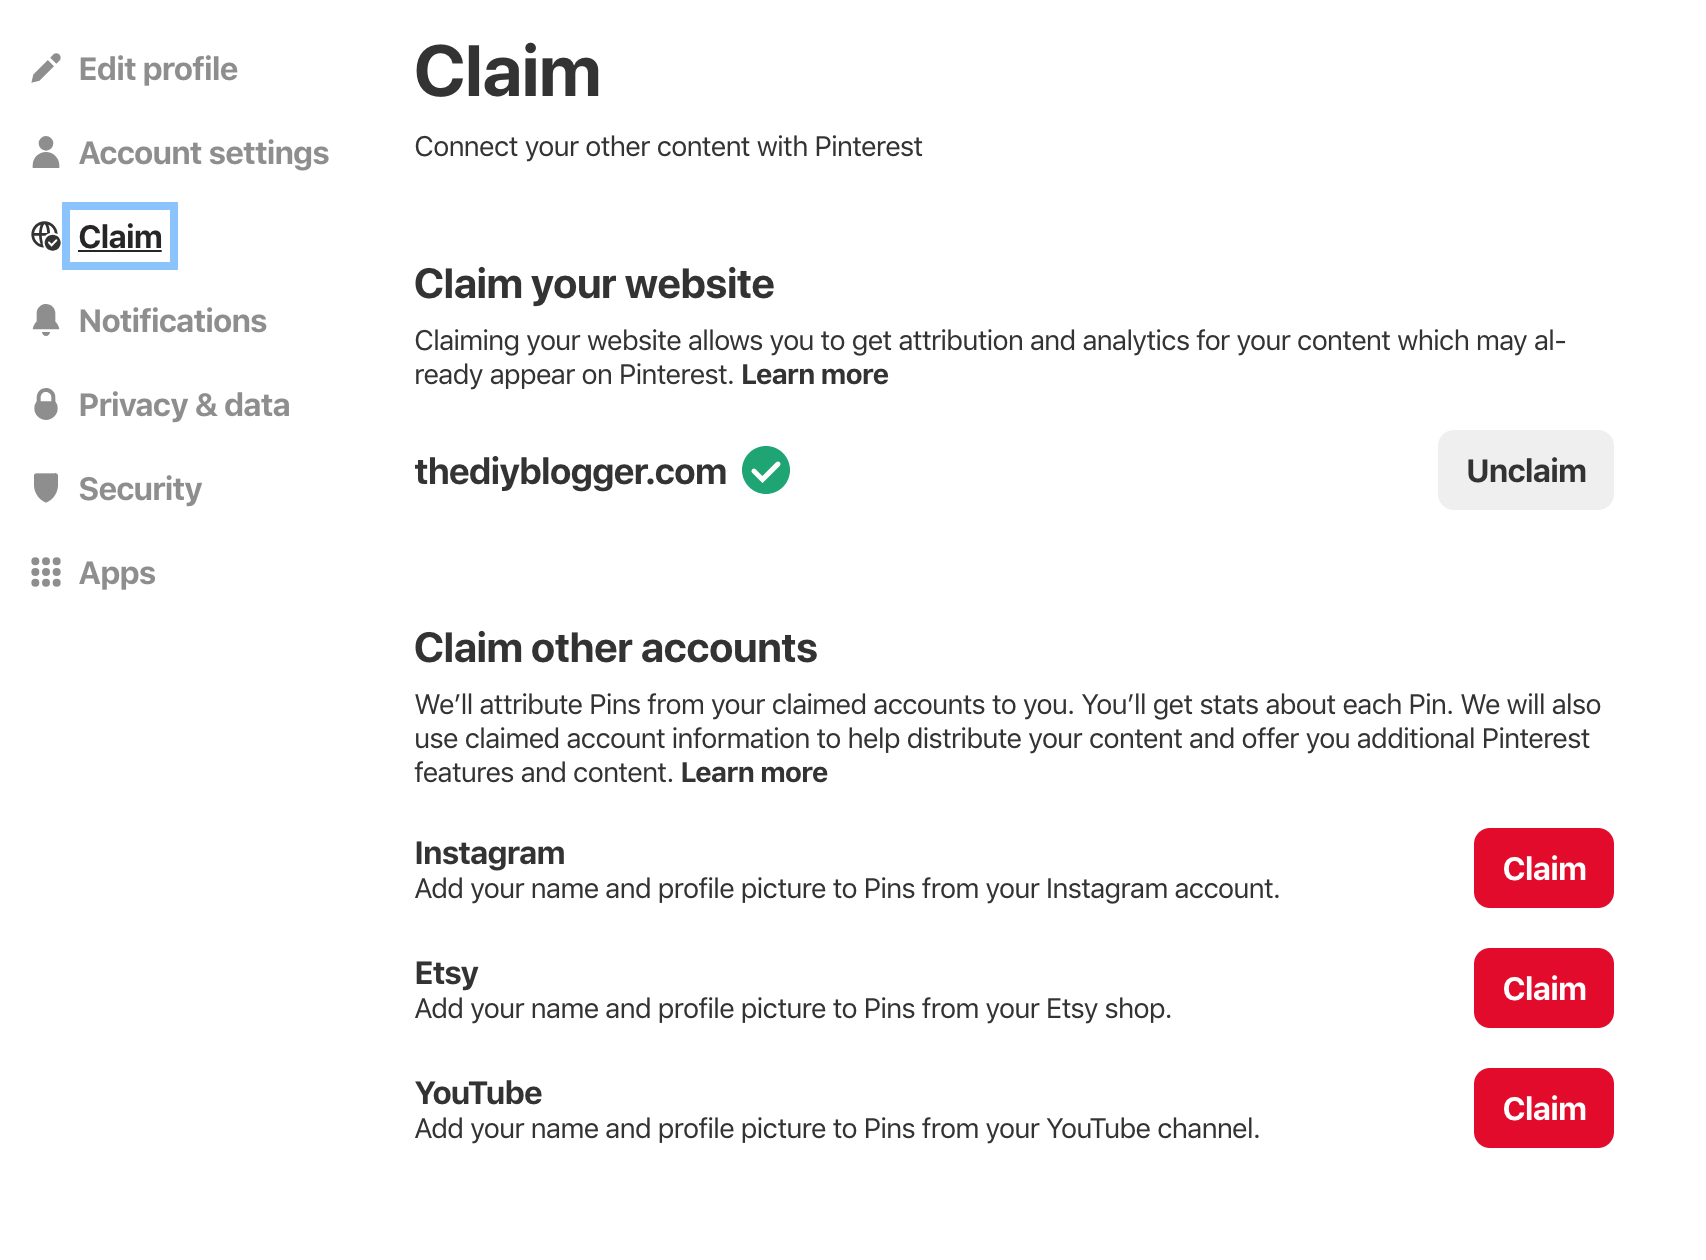 Edit profile
Account settings
Claim
Notifications
Privacy & data
Security
Apps
Claim
Connect your other content with Pinterest
Claim your website
Claiming your website allows you to get attribution and analytics for your content which may al-
ready appear on Pinterest. Learn more
thediyblogger.com
Unclaim
Claim other accounts
We’ll attribute Pins from your claimed accounts to you. You’ll get stats about each Pin. We will also
use claimed account information to help distribute your content and offer you additional Pinterest
features and content. Learn more
Instagram
Add your name and profile picture to Pins from your Instagram account.
Claim
Etsy
Add your name and profile picture to Pins from your Etsy shop.
Claim
YouTube
Add your name and profile picture to Pins from your YouTube channel.
Claim